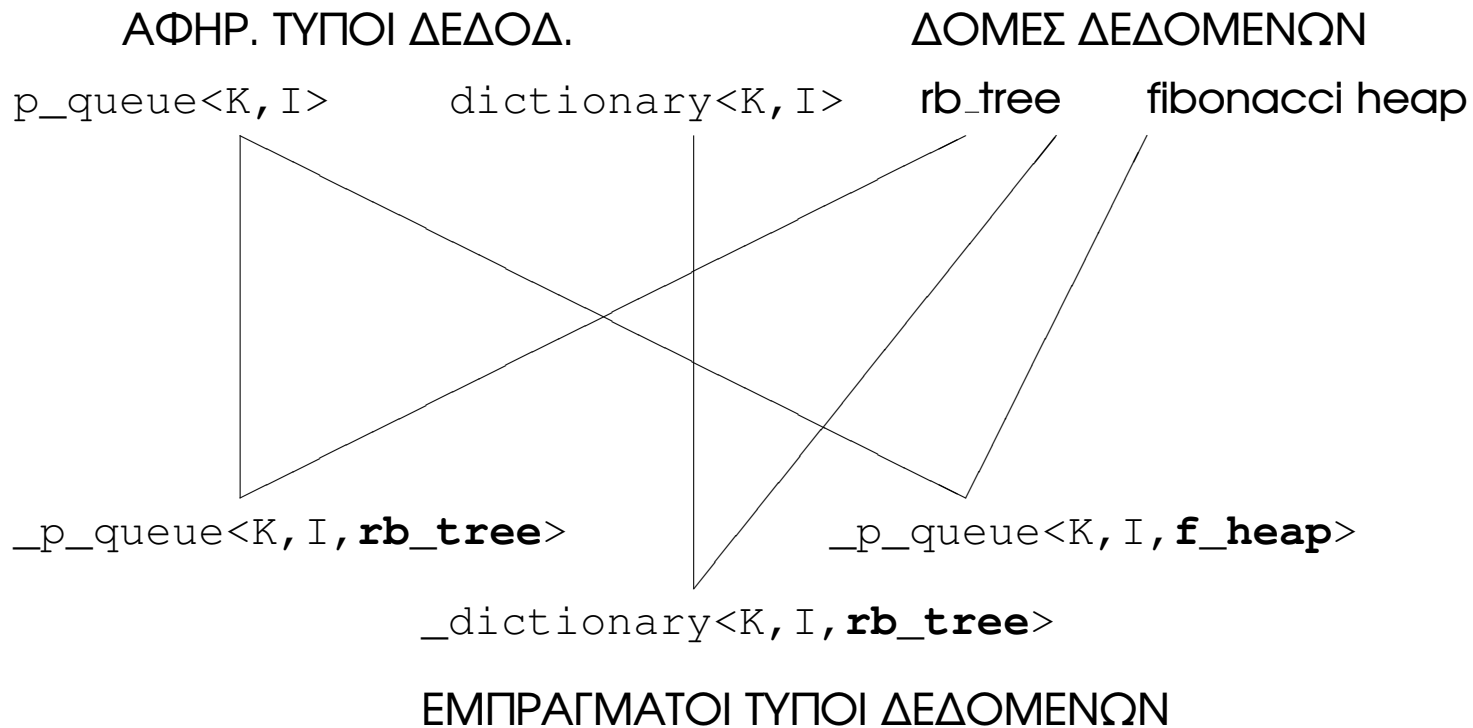 ΑΦΗΡ. ΤΥΠΟΙ ΔΕΔΟΔ. ΔΟΜΕΣ ΔΕΔΟΜΕΝΩΝ
p_queue<K,I> dictionary<K,I> rb_tree fibonacci heap
_p_queue<K,I,rb_tree> _p_queue<K,I,f_heap>
_dictionary<K,I,rb_tree>
ΕΜΠΡΑΓΜΑΤΟΙ ΤΥΠΟΙ ΔΕΔΟΜΕΝΩΝ